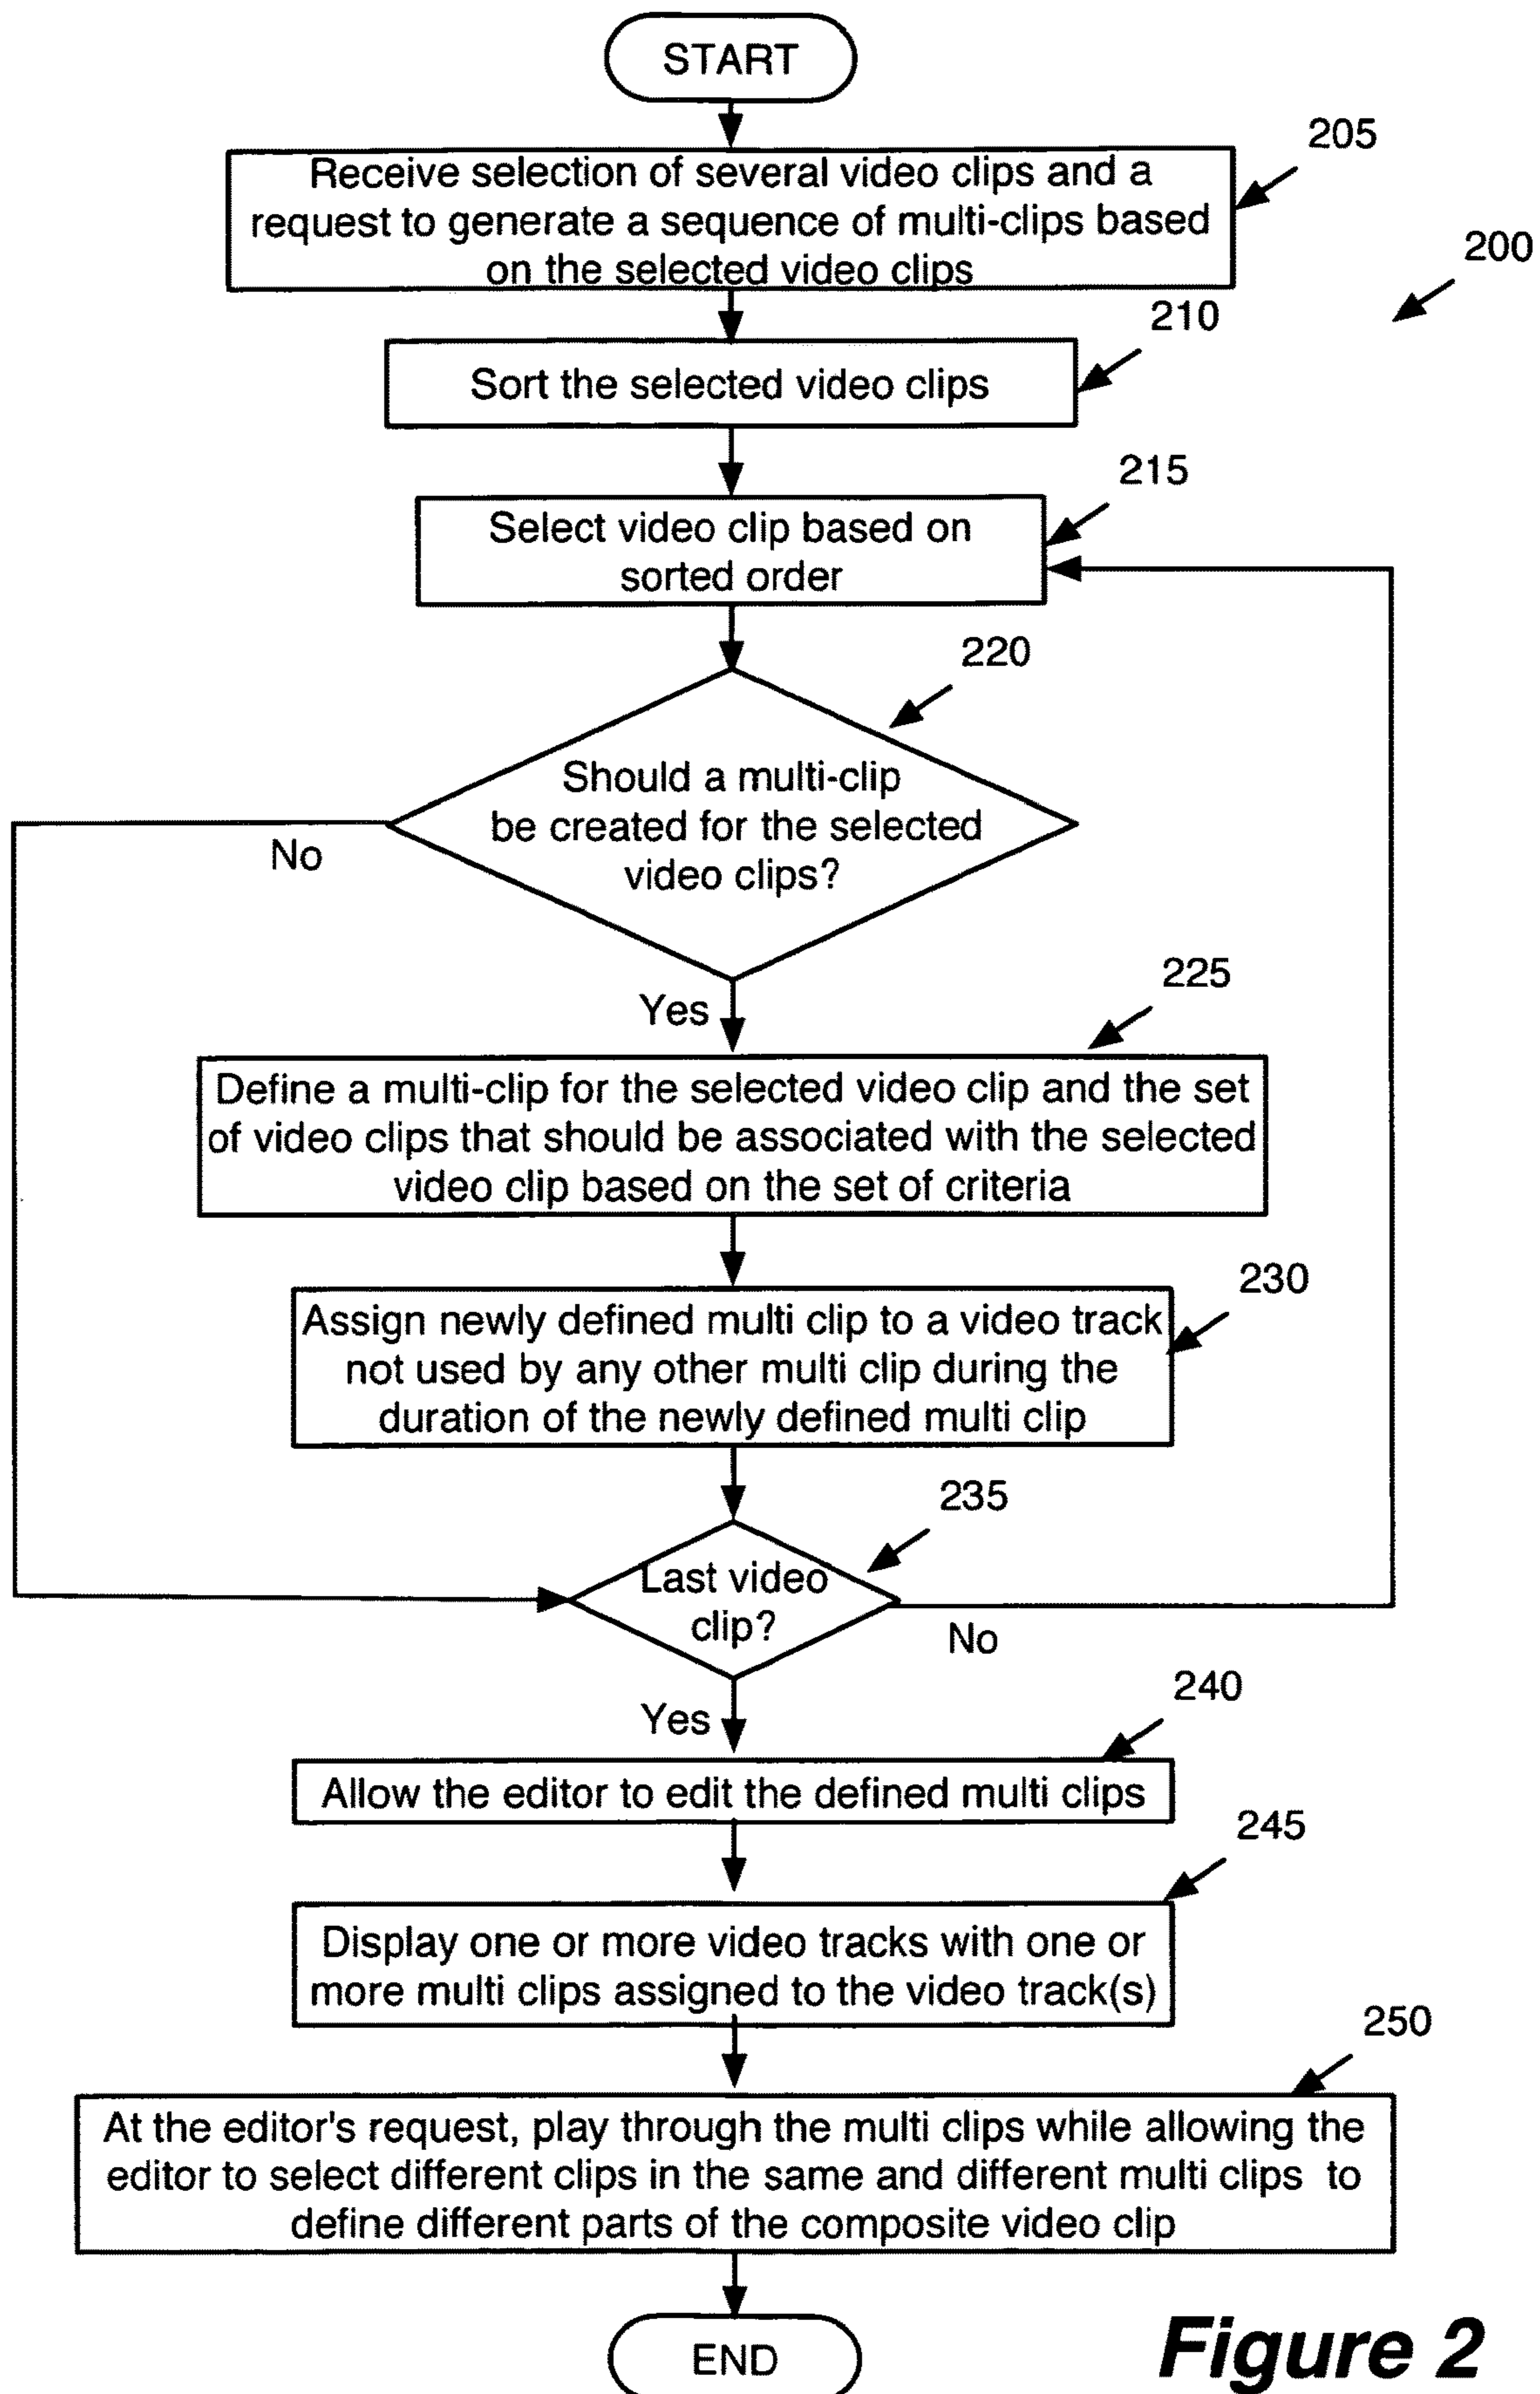 START
205
Receive selection of several video clips and a
request to generate a sequence of multi-clips based
on the selected video clips
200
210
Sort the selected video clips
215
Select video clip based on
sorted order
220
Should a multi-clip
be created for the selected
video clips?
No
225
Yes
Define a multi-clip for the selected video clip and the set
of video clips that should be associated with the selected
video clip based on the set of criteria
230
Assign newly defined multi clip to a video track
not used by any other multi clip during the
duration of the newly defined multi clip
235
Last video
clip?
No
240
Yes
Allow the editor to edit the defined multi clips
245
Display one or more video tracks with one or
more multi clips assigned to the video track(s)
250
At the editor's request, play through the multi clips while allowing the
editor to select different clips in the same and different multi clips to
define different parts of the composite video clip
END
Figure 2